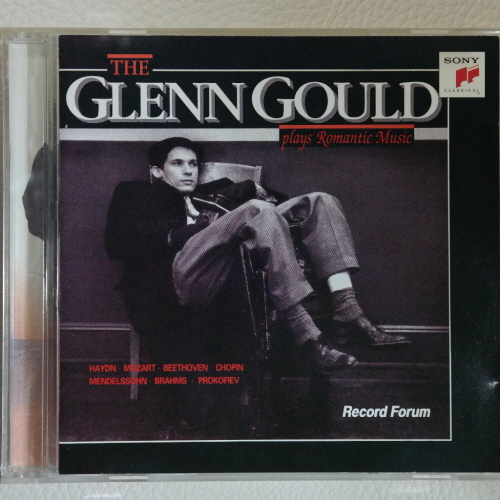 THE
SONY
CLASSICAL
GLENN GOULD
plays Romantic Music
HAYDN · MOZART · BEETHOVEN · CHOPIN
MENDELSSOHN BRAHMS · PROKOFIEV
Record Forum